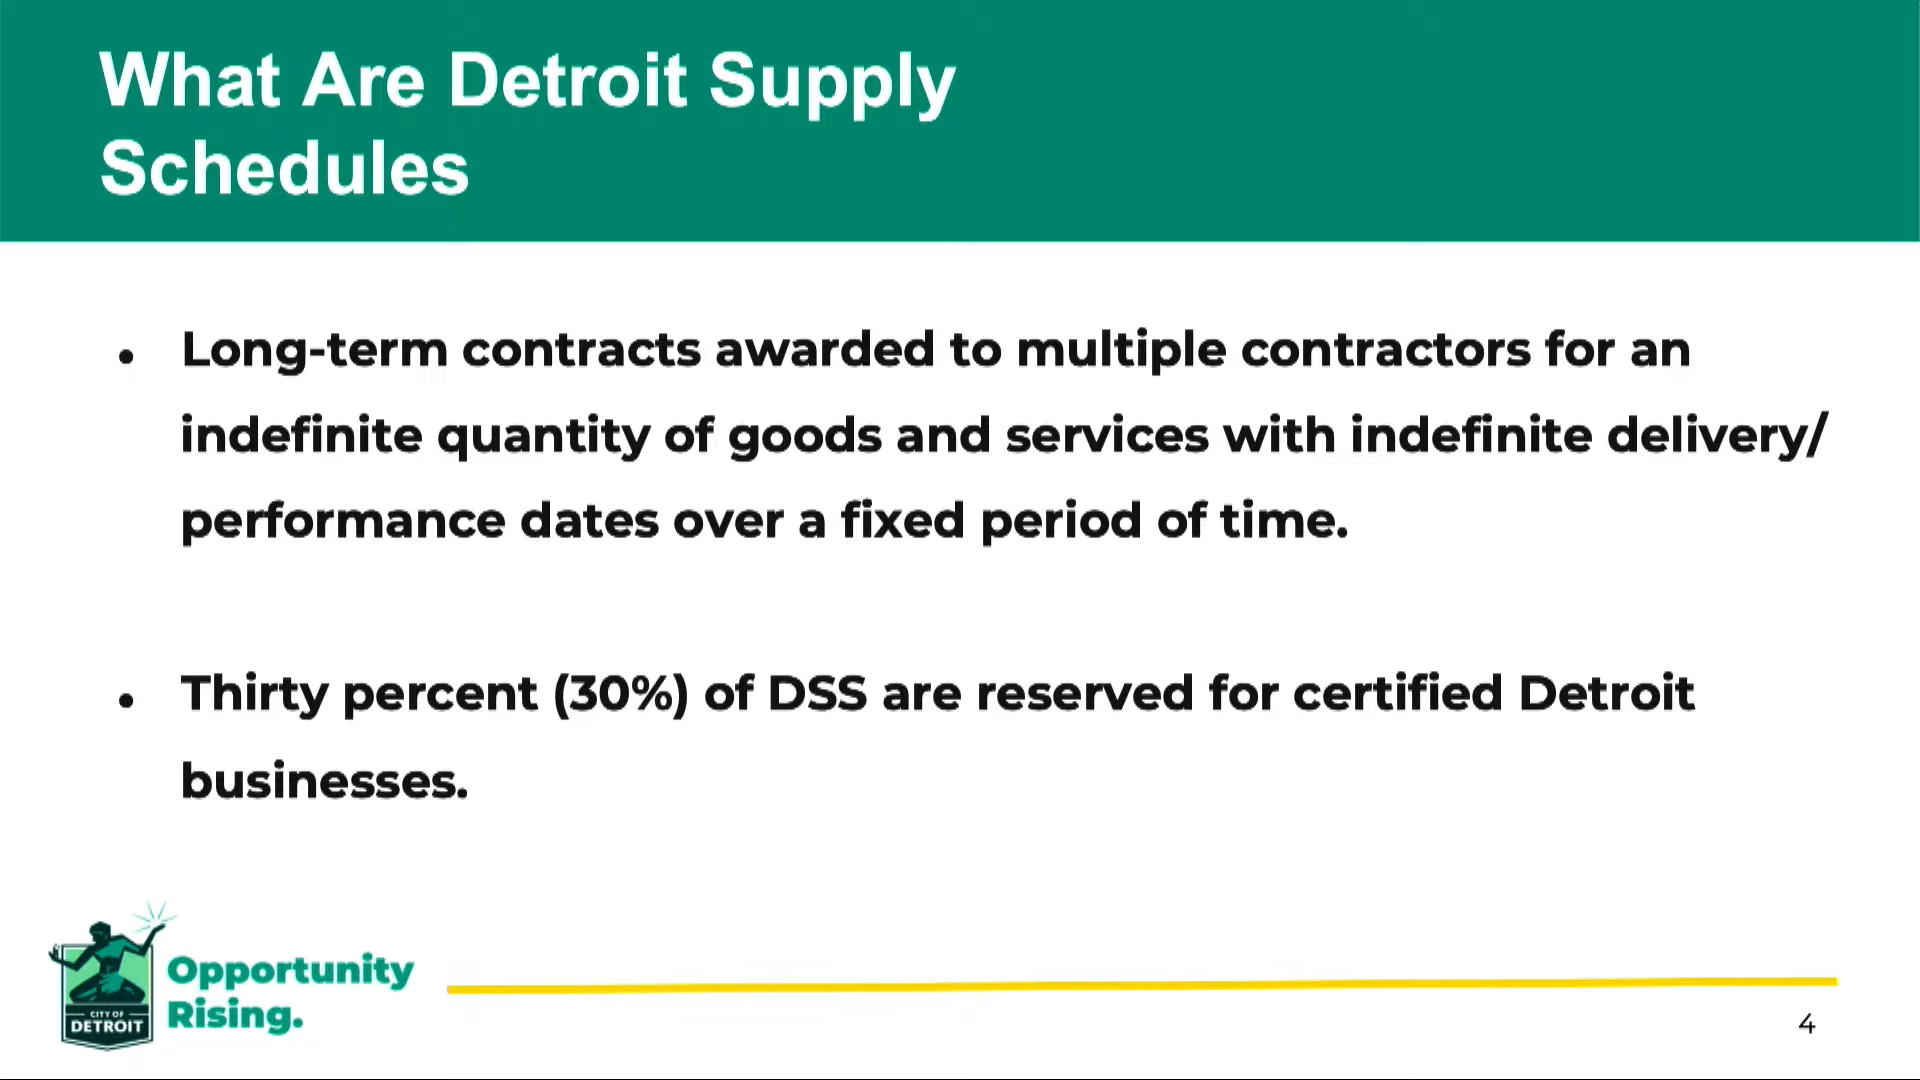 What Are Detroit Supply
Schedules
• Long-term contracts awarded to multiple contractors for an
indefinite quantity of goods and services with indefinite delivery/
performance dates over a fixed period of time.
• Thirty percent (30%) of DSS are reserved for certified Detroit
businesses.
CITY OF
DETROIT
Opportunity
Rising.
4